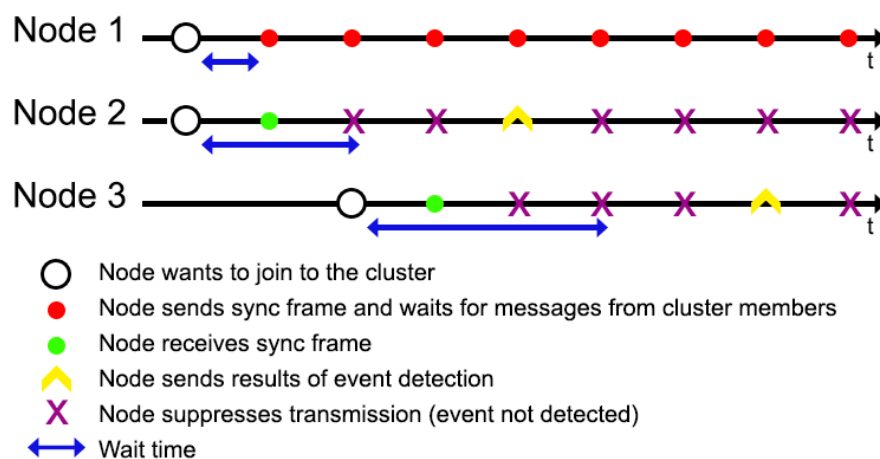 Node 1
t
Node 2
t
Node 3
t
Node wants to join to the cluster
Node sends sync frame and waits for messages from cluster members
Node receives sync frame
Node sends results of event detection
Node suppresses transmission (event not detected)
Wait time